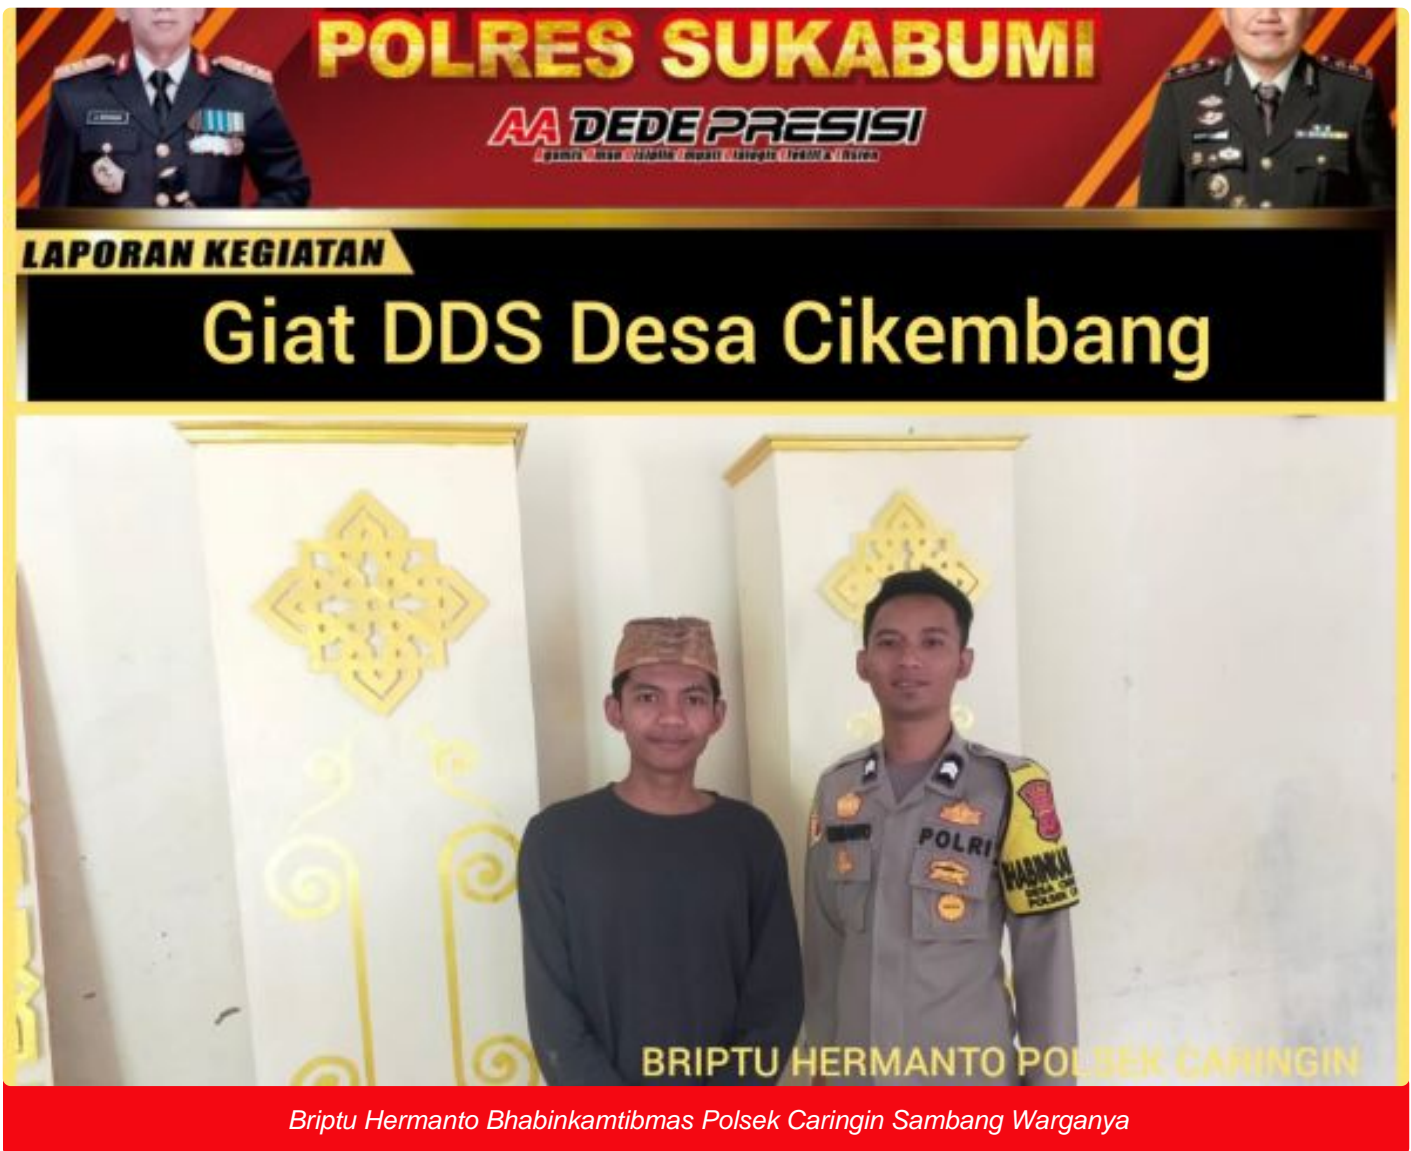 POLRES SUKABUMI
AA DEDE PRESISI
LAPORAN KEGIATAN
Giat DDS Desa Cikembang
POLRI
BRIPTU HERMANTO POLSEK CARINGIN
Briptu Hermanto Bhabinkamtibmas Polsek Caringin Sambang Warganya